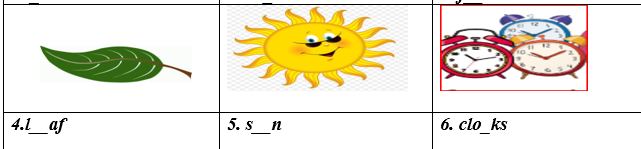 4.l__af
5. s__n
6. clo_ks